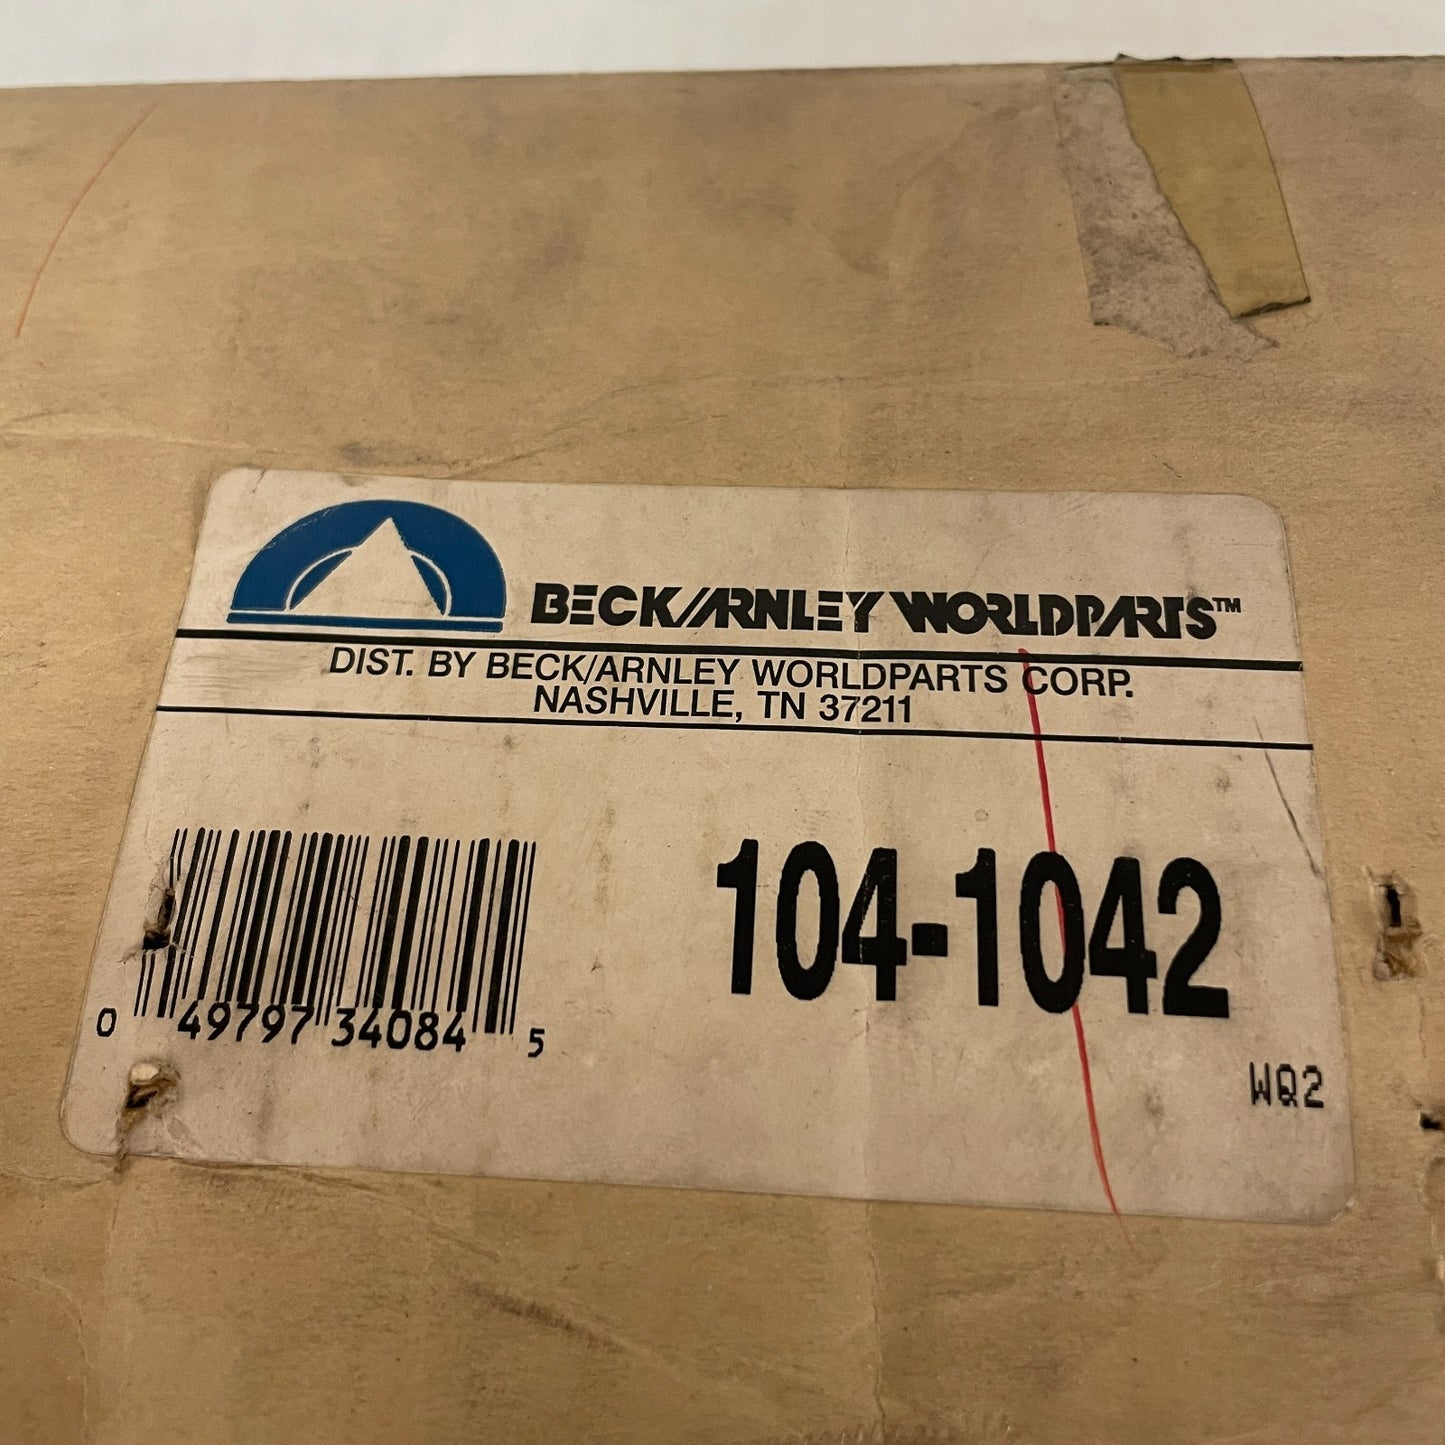 BECK/ARNLEY WORLDPARTS™
DIST. BY BECK/ARNLEY WORLDPARTS CORP.
NASHVILLE, TN 37211
104-1042
0 49797 34084 5
WQ2